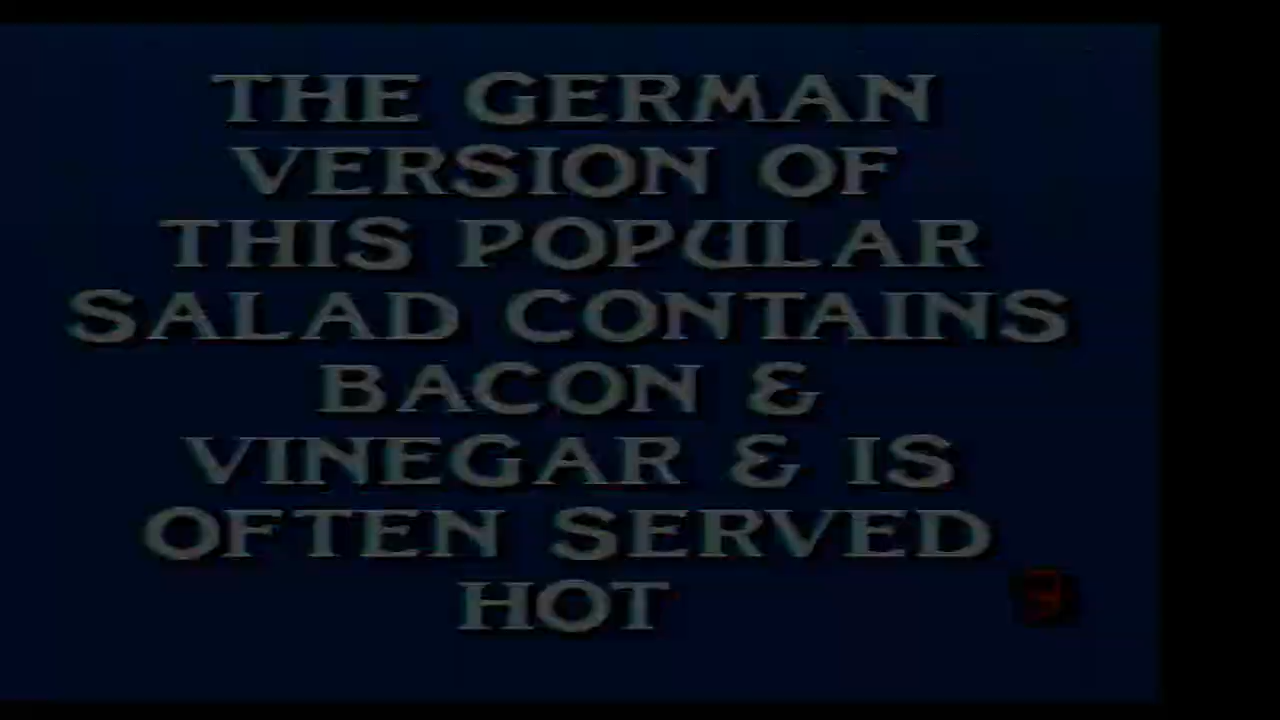 THE GERMAN
VERSION OF
THIS POPULAR
SALAD CONTAINS
BACON &
VINEGAR & IS
OFTEN SERVED
HOT